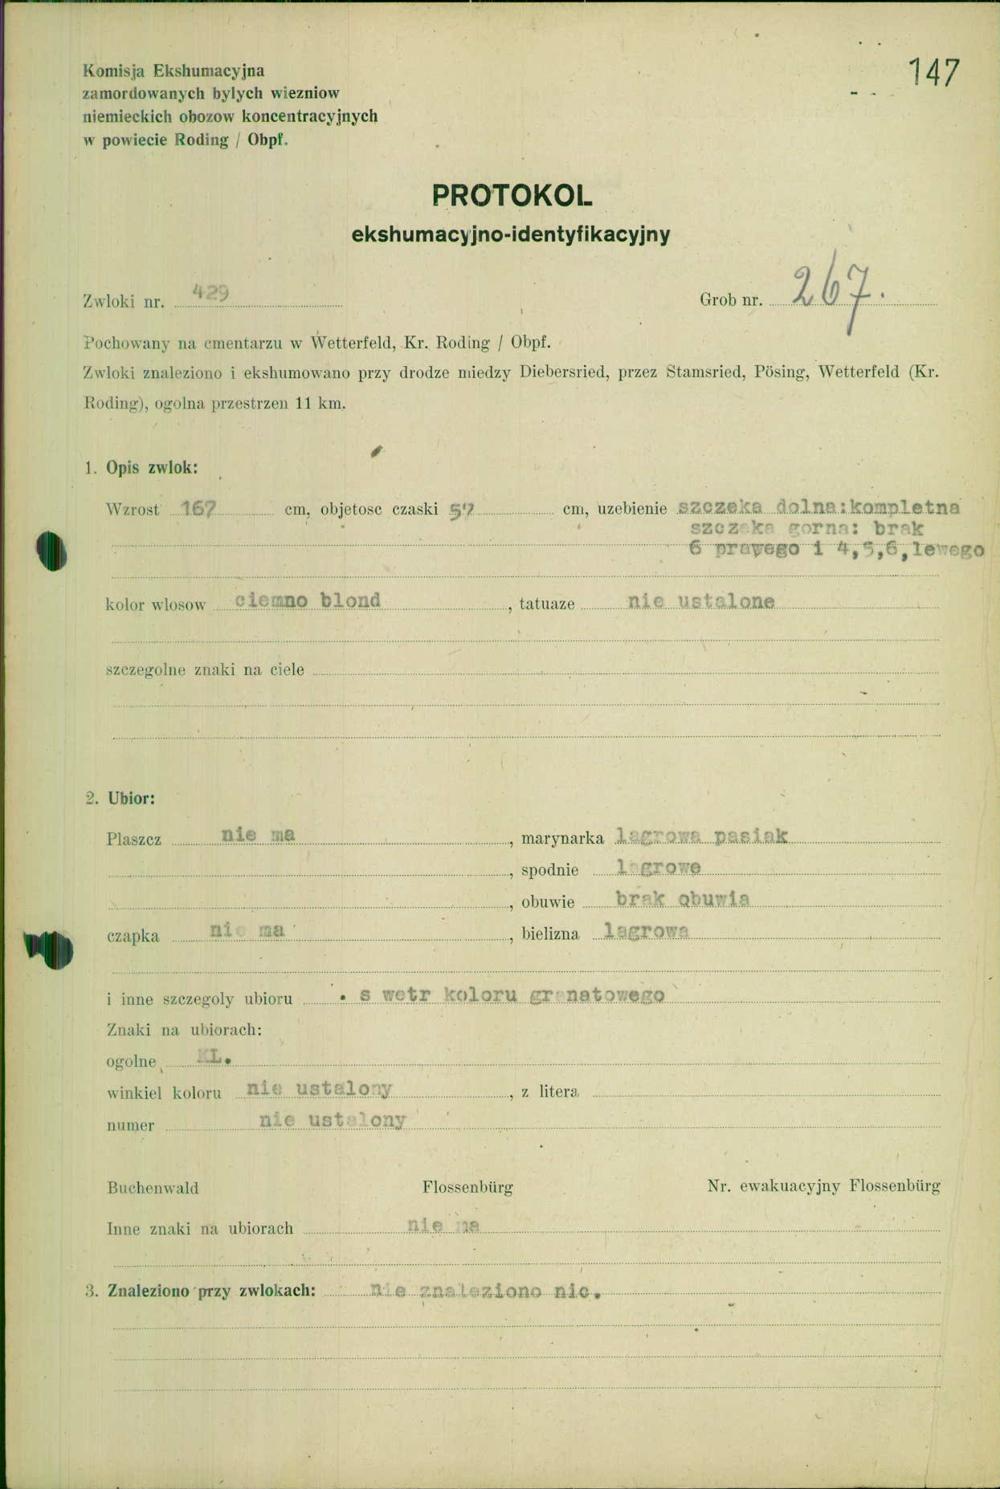 147
Komisja Ekshumacyjna
zamordowanych bylych wiezniow
niemieckich obozow koncentracyjnych
w powiecie Roding / Obpf.
PROTOKOL
ekshumacyjno-identyfikacyjny
Zwloki nr. 429 Grob nr. 267.
Pochowany na cmentarzu w Wetterfeld, Kr. Roding / Obpf.
Zwloki znaleziono i ekshumowano przy drodze miedzy Diebersried, przez Stamsried, Pösing, Wetterfeld (Kr.
Roding), ogolna przestrzen 11 km.
1. Opis zwlok:
Wzrost 167 cm, objetosc czaski 57 cm, uzebienie szczeka dolna:kompletna
szczeka gorna: brak
6 prawego i 4,5,6,lewego
kolor wlosow ciemno blond , tatuaze nie ustalone
szczegolne znaki na ciele
2. Ubior:
Plaszcz nie ma , marynarka lagrowa pasiak
, spodnie lagrowe
, obuwie brak obuwia
czapka nie ma , bielizna lagrowa
i inne szczegoly ubioru . s wetr koloru granatowego
Znaki na ubiorach:
ogolne KL.
winkiel koloru nie ustalony , z litera
numer nie ustalony
Buchenwald Flossenbürg Nr. ewakuacyjny Flossenbürg
Inne znaki na ubiorach nie ma
3. Znaleziono przy zwlokach: nie znaleziono nic.